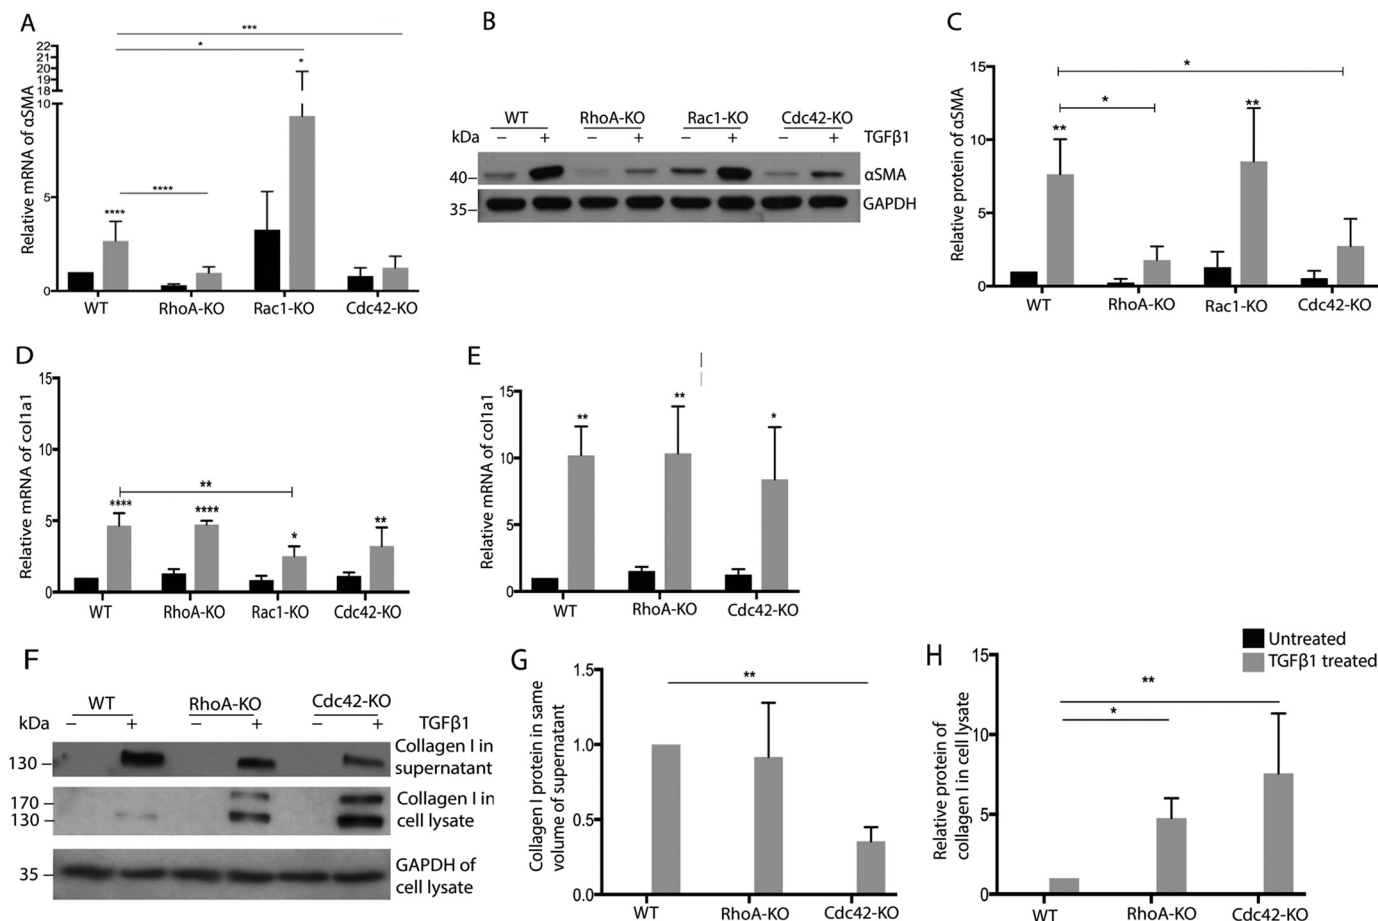 A
***
*
*
22
21
20
19
18
10
5
0
Relative mRNA of αSMA
****
****
WT
RhoA-KO
Rac1-KO
Cdc42-KO
B
WT
RhoA-KO
Rac1-KO
Cdc42-KO
kDa
– + – + – + – +
TGFβ1
40
αSMA
35
GAPDH
C
15
10
5
0
Relative protein of αSMA
*
*
**
**
WT
RhoA-KO
Rac1-KO
Cdc42-KO
D
15
10
5
0
Relative mRNA of col1a1
**
****
****
*
**
WT
RhoA-KO
Rac1-KO
Cdc42-KO
E
15
10
5
0
Relative mRNA of col1a1
**
**
*
WT
RhoA-KO
Cdc42-KO
F
WT
RhoA-KO
Cdc42-KO
kDa
– + – + – +
TGFβ1
130
Collagen I in
supernatant
170
130
Collagen I in
cell lysate
35
GAPDH of
cell lysate
G
1.5
1.0
0.5
0.0
Collagen I protein in same
volume of supernatant
**
WT
RhoA-KO
Cdc42-KO
H
Untreated
TGFβ1 treated
15
10
5
0
Relative protein of
collagen I in cell lysate
**
*
WT
RhoA-KO
Cdc42-KO